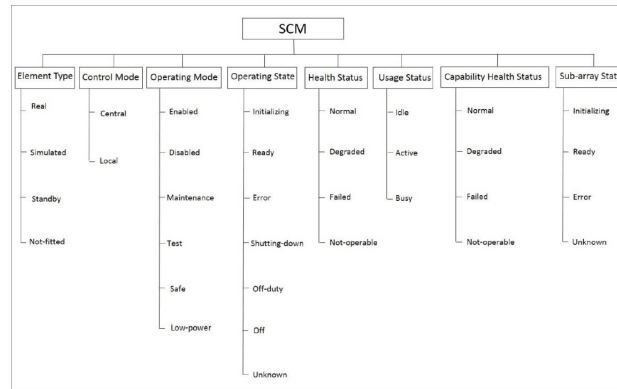 SCM
Element Type
Real
Simulated
Standby
Not-fitted
Control Mode
Central
Local
Operating Mode
Enabled
Disabled
Maintenance
Test
Safe
Low-power
Operating State
Initializing
Ready
Error
Shutting-down
Off-duty
Off
Unknown
Health Status
Normal
Degraded
Failed
Not-operable
Usage Status
Idle
Active
Busy
Capability Health Status
Normal
Degraded
Failed
Not-operable
Sub-array Stat
Initializing
Ready
Error
Unknown